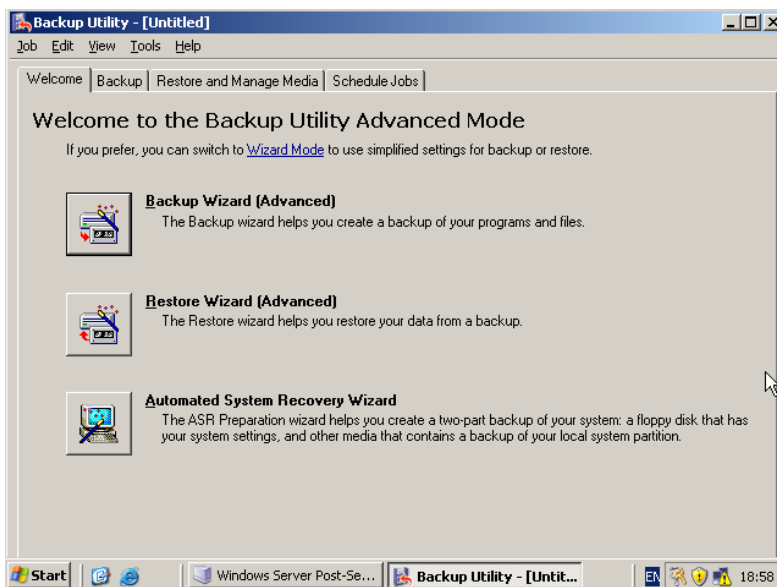 Backup Utility - [Untitled]
Job Edit View Tools Help
Welcome Backup Restore and Manage Media Schedule Jobs
Welcome to the Backup Utility Advanced Mode
If you prefer, you can switch to Wizard Mode to use simplified settings for backup or restore.
Backup Wizard (Advanced)
The Backup wizard helps you create a backup of your programs and files.
Restore Wizard (Advanced)
The Restore wizard helps you restore your data from a backup.
Automated System Recovery Wizard
The ASR Preparation wizard helps you create a two-part backup of your system: a floppy disk that has
your system settings, and other media that contains a backup of your local system partition.
Start Windows Server Post-Se... Backup Utility - [Untit... EN 18:58